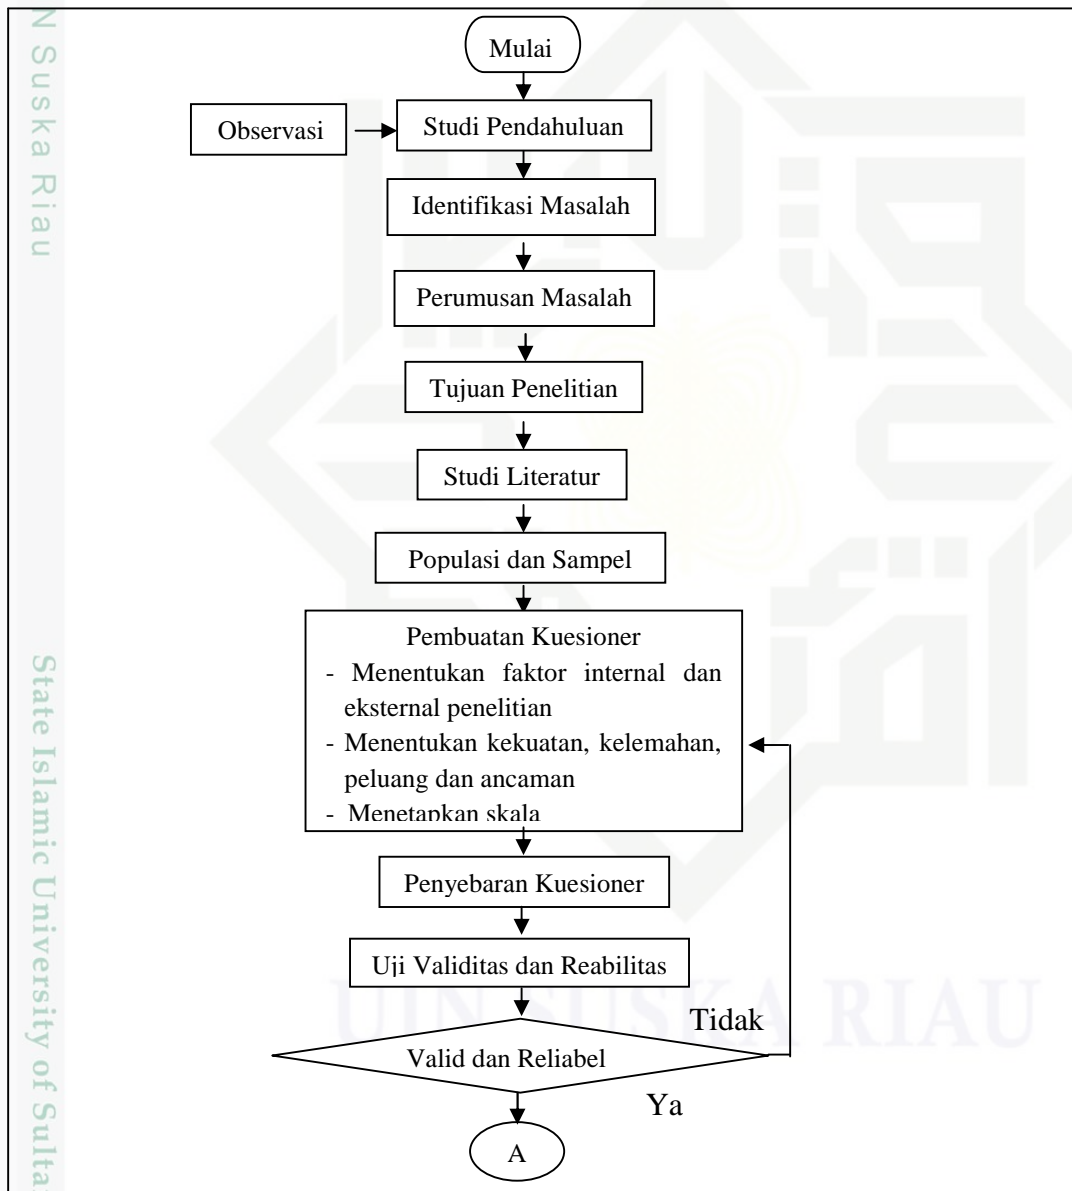 Mulai
Observasi
Studi Pendahuluan
Identifikasi Masalah
Perumusan Masalah
Tujuan Penelitian
Studi Literatur
Populasi dan Sampel
Pembuatan Kuesioner
- Menentukan faktor internal dan
eksternal penelitian
- Menentukan kekuatan, kelemahan,
peluang dan ancaman
- Menetapkan skala
Penyebaran Kuesioner
Uji Validitas dan Reabilitas
Tidak
Valid dan Reliabel
Ya
A
N Suska Riau
State Islamic University of Sulta
UIN SUSKA RIAU